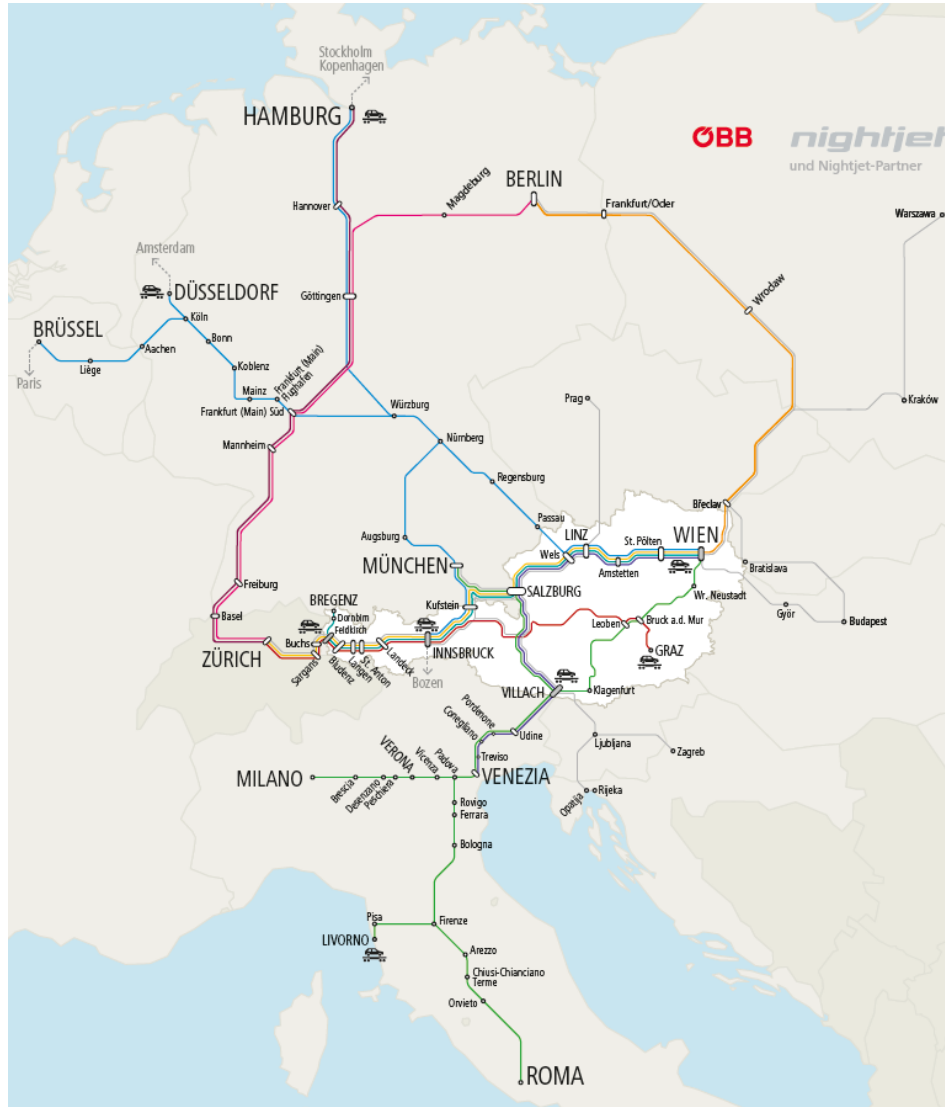 Stockholm
Kopenhagen
HAMBURG
ÖBB nightjet
und Nightjet-Partner
BERLIN
Magdeburg
Hannover
Frankfurt/Oder
Warszawa
Amsterdam
DÜSSELDORF
Göttingen
Wrocław
BRÜSSEL
Köln
Bonn
Aachen
Liège
Paris
Koblenz
Mainz
Frankfurt (Main)
Flughafen
Frankfurt (Main) Süd
Würzburg
Prag
Kraków
Mannheim
Nürnberg
Regensburg
Břeclav
Passau
Augsburg
LINZ
St. Pölten
WIEN
Wels
Amstetten
MÜNCHEN
Bratislava
Freiburg
SALZBURG
Wr. Neustadt
Kufstein
BREGENZ
Dornbirn
Feldkirch
Basel
Győr
Budapest
Leoben
Bruck a.d. Mur
Buchs
ZÜRICH
Sargans
Bludenz
Langen
St. Anton
Landeck
INNSBRUCK
GRAZ
Bozen
VILLACH
Klagenfurt
Pordenone
Conegliano
Udine
Ljubljana
Zagreb
Treviso
VENEZIA
Padova
Vicenza
VERONA
MILANO
Brescia
Desenzano
Peschiera
Opatija
Rijeka
Rovigo
Ferrara
Bologna
Pisa
Firenze
LIVORNO
Arezzo
Chiusi-Chianciano
Terme
Orvieto
ROMA